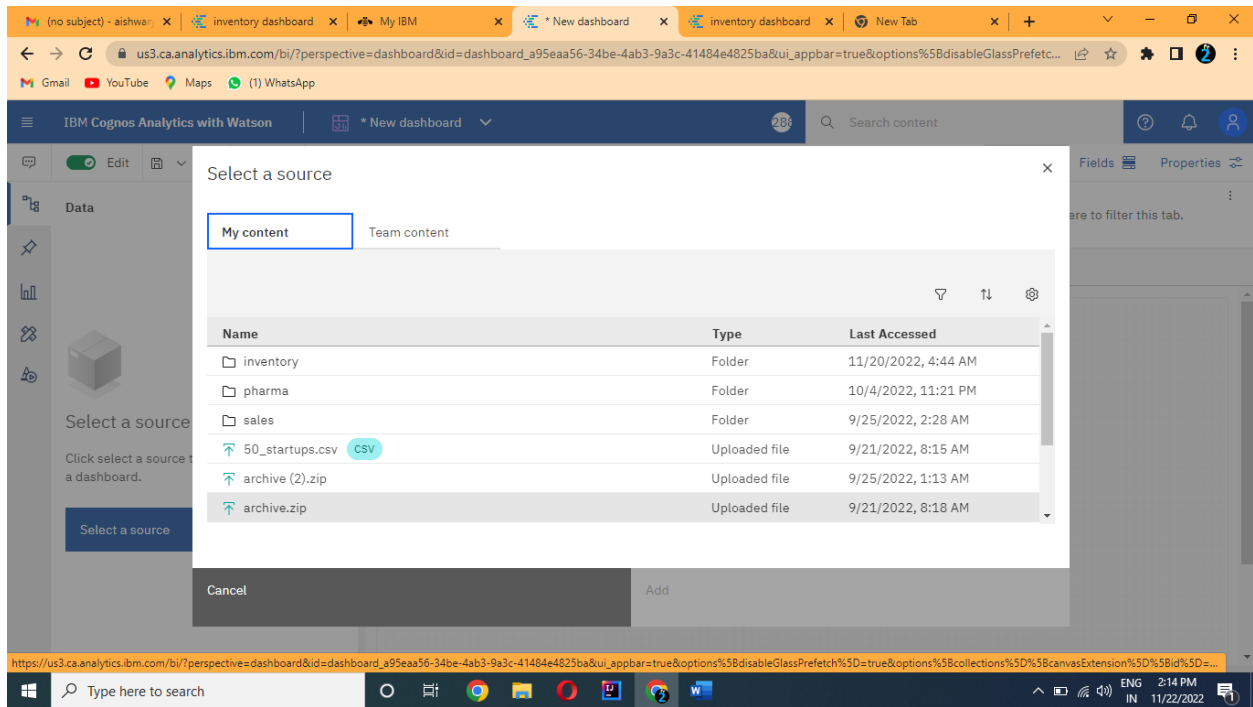 (no subject) - aishwar inventory dashboard My IBM * New dashboard inventory dashboard New Tab
us3.ca.analytics.ibm.com/bi/?perspective=dashboard&id=dashboard_a95eaa56-34be-4ab3-9a3c-41484e4825ba&ui_appbar=true&options%5BdisableGlassPrefetc...
Gmail YouTube Maps (1) WhatsApp
IBM Cognos Analytics with Watson * New dashboard Search content
Edit Fields Properties
Select a source
Data ere to filter this tab.
My content Team content
Name Type Last Accessed
inventory Folder 11/20/2022, 4:44 AM
pharma Folder 10/4/2022, 11:21 PM
sales Folder 9/25/2022, 2:28 AM
50_startups.csv CSV Uploaded file 9/21/2022, 8:15 AM
archive (2).zip Uploaded file 9/25/2022, 1:13 AM
archive.zip Uploaded file 9/21/2022, 8:18 AM
Select a source
Click select a source t
a dashboard.
Select a source
Cancel Add
https://us3.ca.analytics.ibm.com/bi/?perspective=dashboard&id=dashboard_a95eaa56-34be-4ab3-9a3c-41484e4825ba&ui_appbar=true&options%5BdisableGlassPrefetch%5D=true&options%5Bcollections%5D%5BcanvasExtension%5D%5Bid%5D=...
Type here to search ENG 2:14 PM
IN 11/22/2022